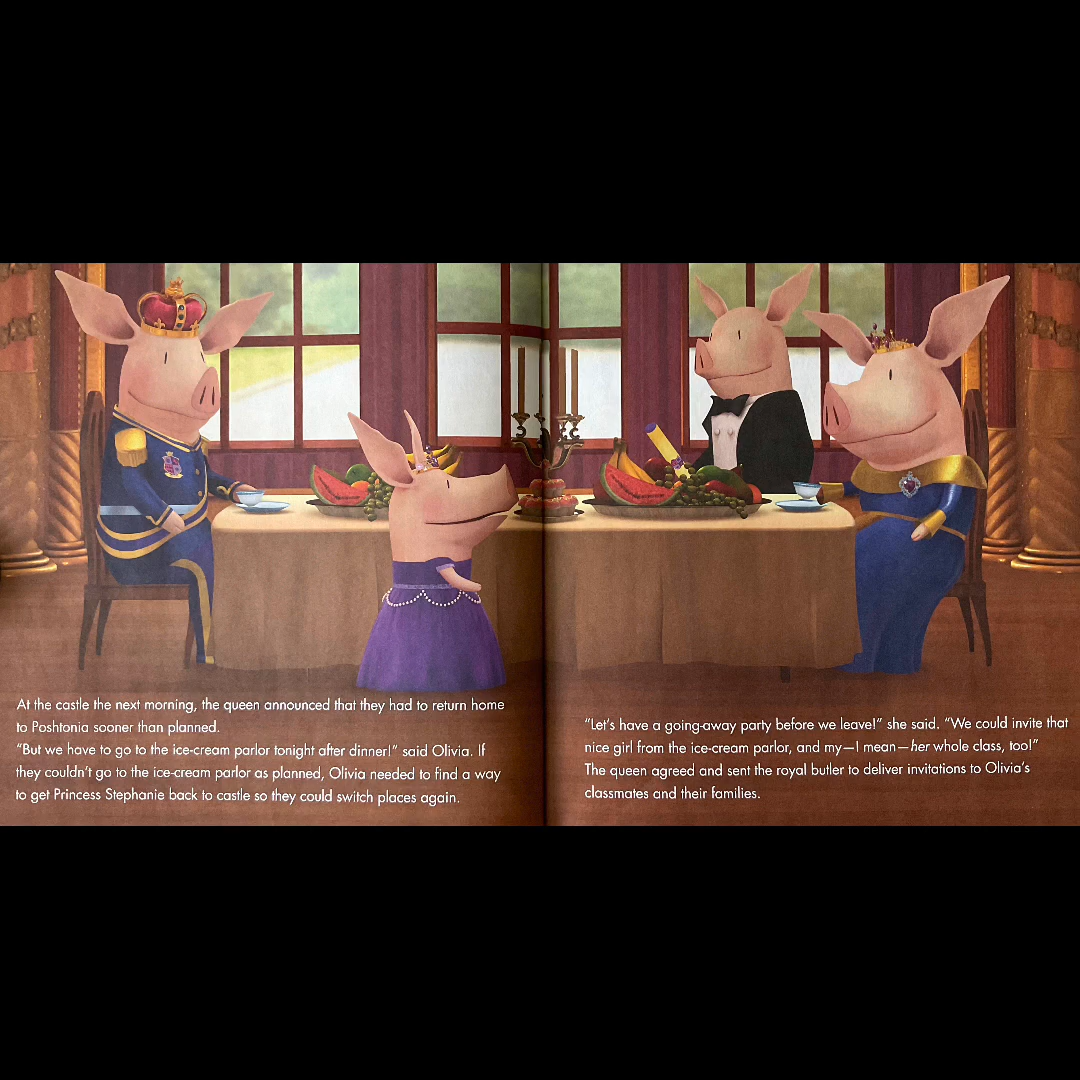 At the castle the next morning, the queen announced that they had to return home
to Poshtonia sooner than planned.
“But we have to go to the ice-cream parlor tonight after dinner!” said Olivia. If
they couldn’t go to the ice-cream parlor as planned, Olivia needed to find a way
to get Princess Stephanie back to castle so they could switch places again.
“Let’s have a going-away party before we leave!” she said. “We could invite that
nice girl from the ice-cream parlor, and my—I mean—her whole class, too!”
The queen agreed and sent the royal butler to deliver invitations to Olivia’s
classmates and their families.